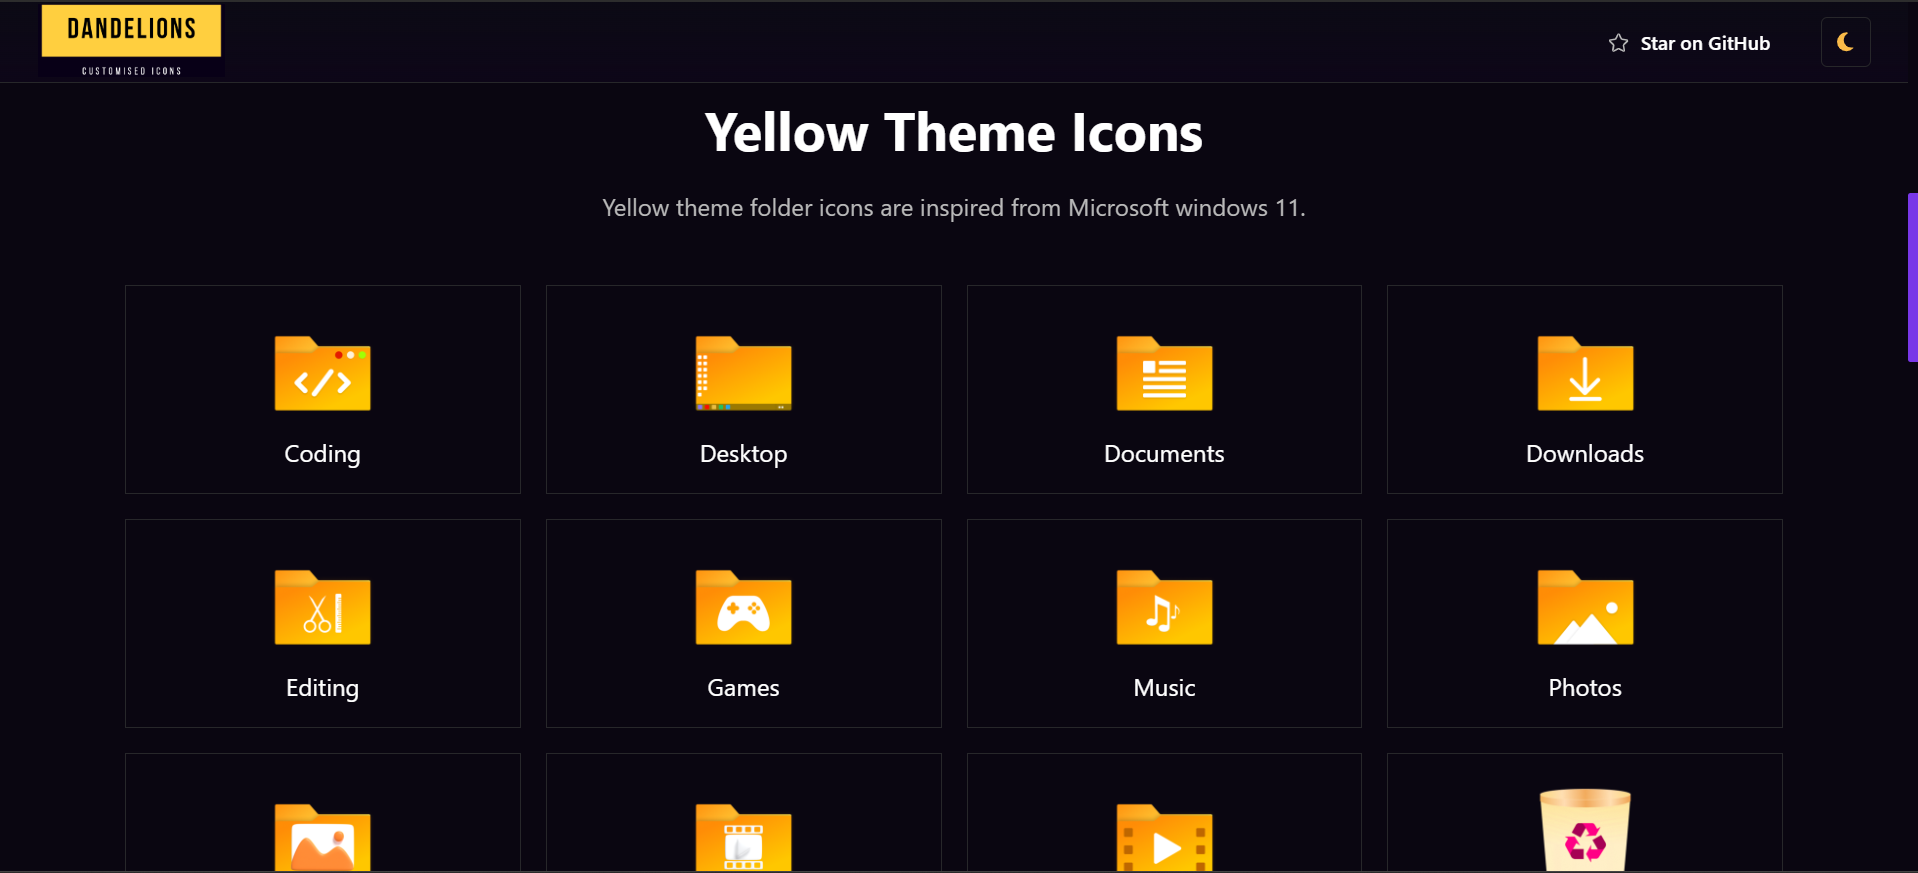 DANDELIONS
CUSTOMISED ICONS
Star on GitHub
Yellow Theme Icons
Yellow theme folder icons are inspired from Microsoft windows 11.
Coding
Desktop
Documents
Downloads
Editing
Games
Music
Photos